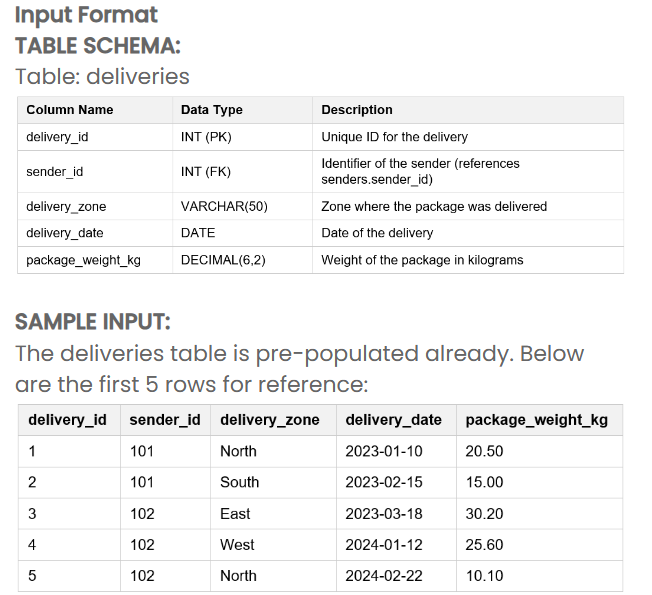 Input Format
TABLE SCHEMA:
Table: deliveries
Column Name Data Type Description
delivery_id INT (PK) Unique ID for the delivery
sender_id INT (FK) Identifier of the sender (references
senders.sender_id)
delivery_zone VARCHAR(50) Zone where the package was delivered
delivery_date DATE Date of the delivery
package_weight_kg DECIMAL(6,2) Weight of the package in kilograms
SAMPLE INPUT:
The deliveries table is pre-populated already. Below
are the first 5 rows for reference:
delivery_id sender_id delivery_zone delivery_date package_weight_kg
1 101 North 2023-01-10 20.50
2 101 South 2023-02-15 15.00
3 102 East 2023-03-18 30.20
4 102 West 2024-01-12 25.60
5 102 North 2024-02-22 10.10